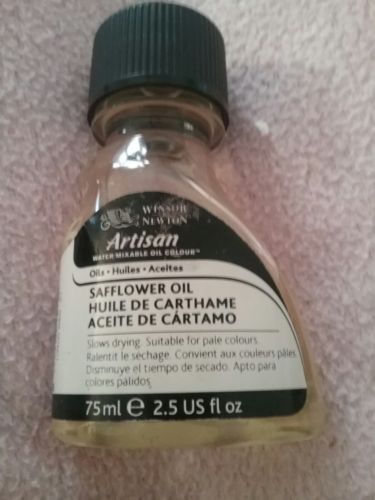 WINSOR
& NEWTON
Artisan
WATER MIXABLE OIL COLOUR™
Oils • Huiles • Aceites
SAFFLOWER OIL
HUILE DE CARTHAME
ACEITE DE CÁRTAMO
Slows drying. Suitable for pale colours.
Ralentit le séchage. Convient aux couleurs pâles.
Disminuye el tiempo de secado. Apto para
colores pálidos.
75ml ℮ 2.5 US fl oz